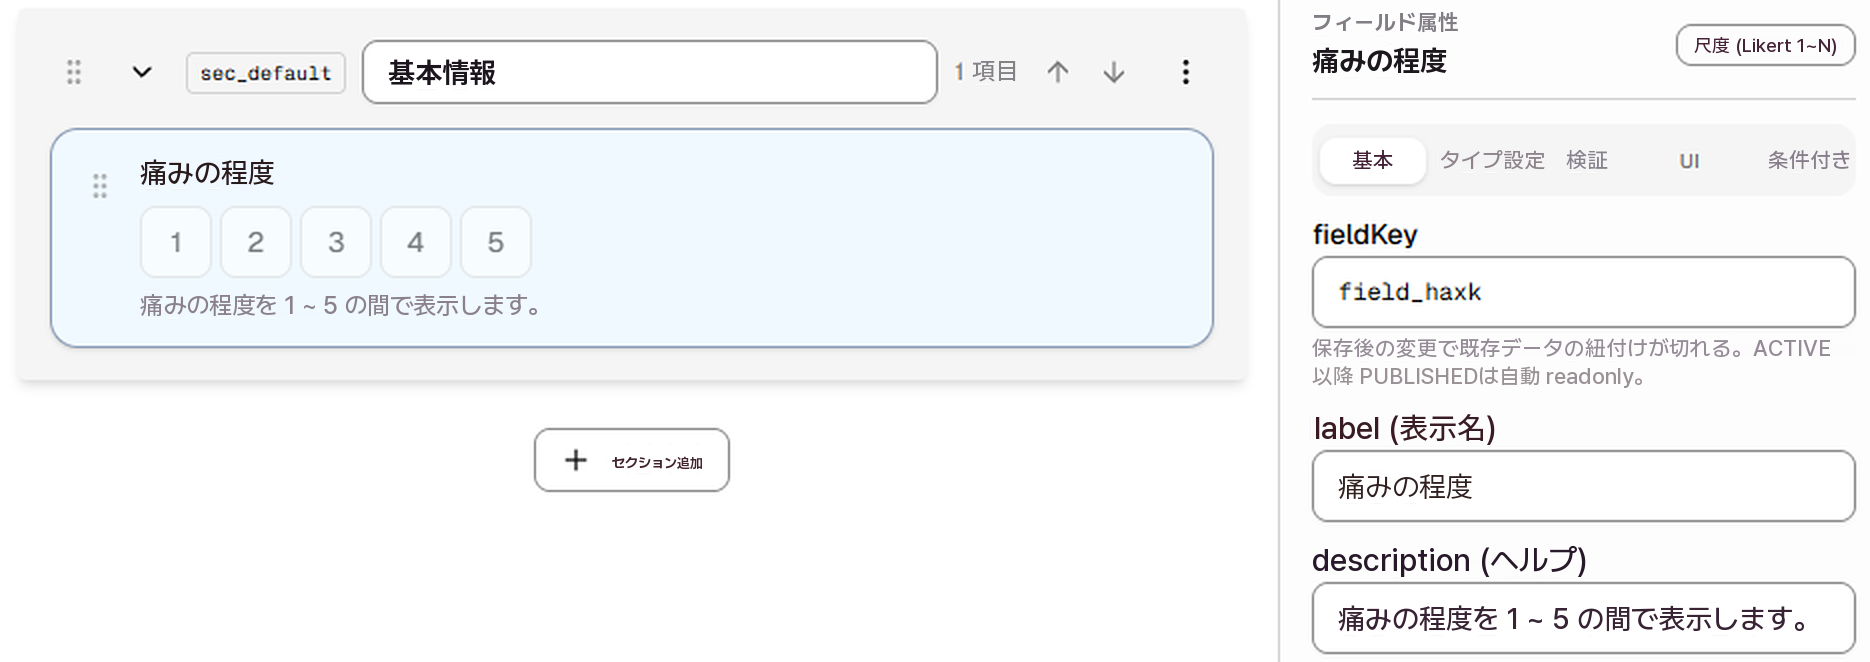 sec_default 基本情報 1 項目
痛みの程度
1 2 3 4 5
痛みの程度を 1 ~ 5 の間で表示します。
セクション追加
フィールド属性
痛みの程度
尺度 (Likert 1~N)
基本 タイプ設定 検証 UI 条件付き
fieldKey
field_haxk
保存後の変更で既存データの紐付けが切れる。ACTIVE
以降 PUBLISHEDは自動 readonly。
label (表示名)
痛みの程度
description (ヘルプ)
痛みの程度を 1 ~ 5 の間で表示します。